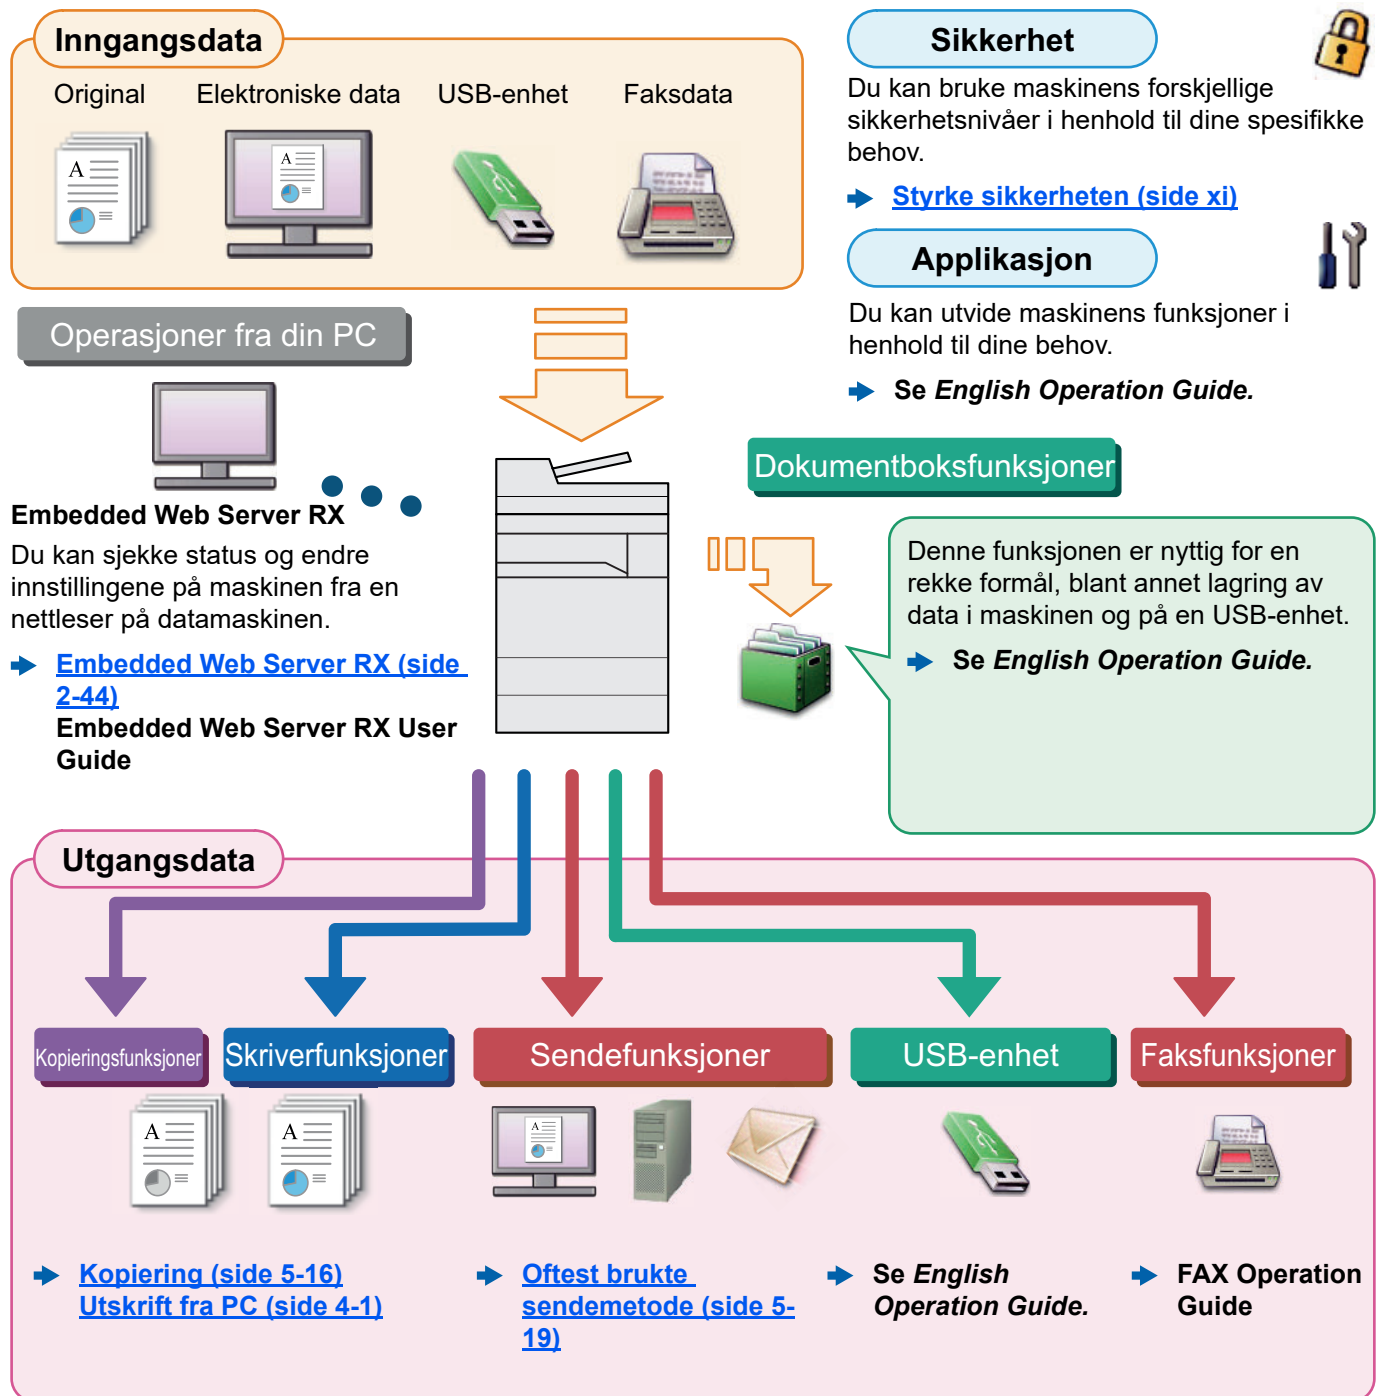 Inngangsdata
Original
Elektroniske data
USB-enhet
Faksdata
Sikkerhet
Du kan bruke maskinens forskjellige
sikkerhetsnivåer i henhold til dine spesifikke
behov.
Styrke sikkerheten (side xi)
Applikasjon
Du kan utvide maskinens funksjoner i
henhold til dine behov.
Se English Operation Guide.
Operasjoner fra din PC
Embedded Web Server RX
Du kan sjekke status og endre
innstillingene på maskinen fra en
nettleser på datamaskinen.
Embedded Web Server RX (side
2-44)
Embedded Web Server RX User
Guide
Dokumentboksfunksjoner
Denne funksjonen er nyttig for en
rekke formål, blant annet lagring av
data i maskinen og på en USB-enhet.
Se English Operation Guide.
Utgangsdata
Kopieringsfunksjoner
Skriverfunksjoner
Sendefunksjoner
USB-enhet
Faksfunksjoner
Kopiering (side 5-16)
Utskrift fra PC (side 4-1)
Oftest brukte
sendemetode (side 5-
19)
Se English
Operation Guide.
FAX Operation
Guide